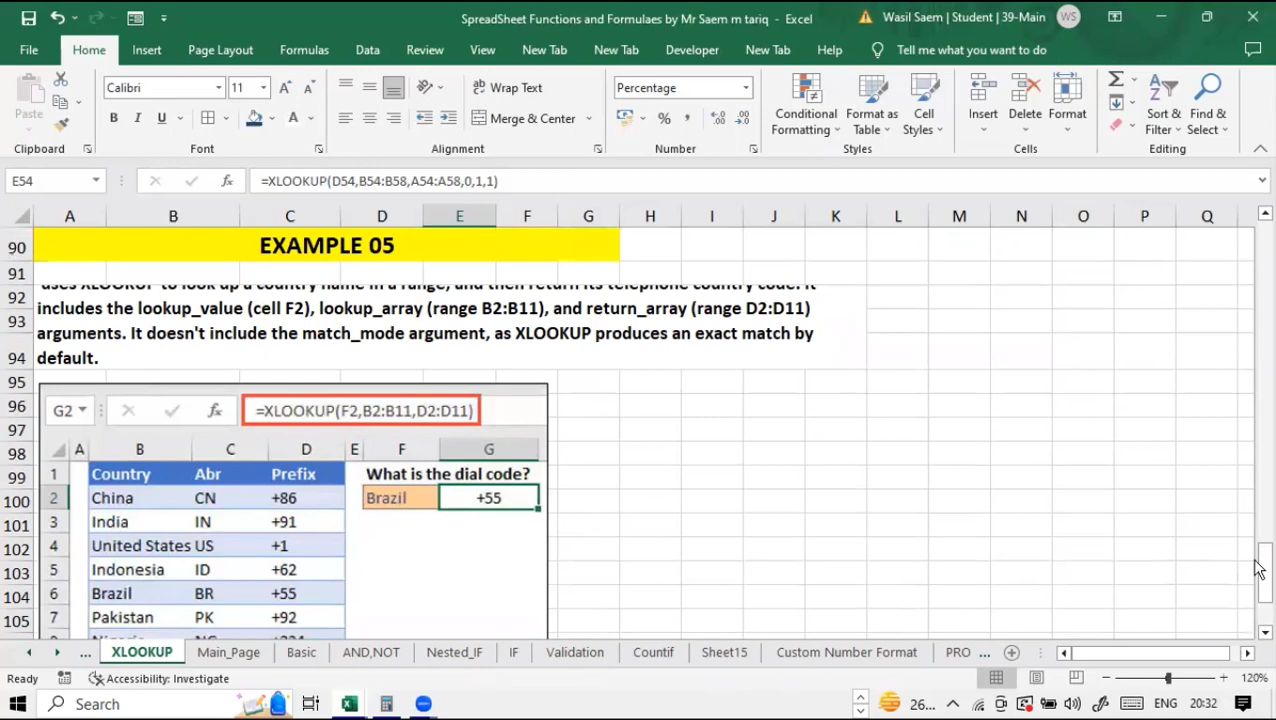 SpreadSheet Functions and Formulaes by Mr Saem m tariq - Excel
Wasil Saem | Student | 39-Main
WS
File Home Insert Page Layout Formulas Data Review View New Tab New Tab Developer New Tab Help Tell me what you want to do
Paste
Calibri 11
Wrap Text
Merge & Center
Percentage
Conditional Formatting
Format as Table
Cell Styles
Insert Delete Format
Sort & Filter
Find & Select
Clipboard Font Alignment Number Styles Cells Editing
E54 fx =XLOOKUP(D54,B54:B58,A54:A58,0,1,1)
A B C D E F G H I J K L M N O P Q
90 EXAMPLE 05
91
uses XLOOKUP to look up a country name in a range, and then return its telephone country code. It
92 includes the lookup_value (cell F2), lookup_array (range B2:B11), and return_array (range D2:D11)
93 arguments. It doesn't include the match_mode argument, as XLOOKUP produces an exact match by
94 default.
95
96 G2 fx =XLOOKUP(F2,B2:B11,D2:D11)
97
98 A B C D E F G
99 1 Country Abr Prefix What is the dial code?
100 2 China CN +86 Brazil +55
101 3 India IN +91
102 4 United States US +1
103 5 Indonesia ID +62
104 6 Brazil BR +55
105 7 Pakistan PK +92
... XLOOKUP Main_Page Basic AND,NOT Nested_IF IF Validation Countif Sheet15 Custom Number Format PRO ...
Ready Accessibility: Investigate 120%
Search 26... ENG 20:32